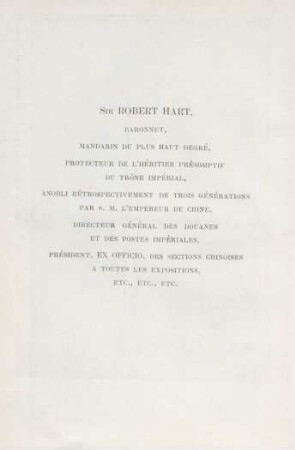 SIR ROBERT HART,
BARONNET,
MANDARIN DU PLUS HAUT DEGRÉ,
PROTECTEUR DE L'HÉRITIER PRÉSOMPTIF
DU TRÔNE IMPÉRIAL,
ANOBLI RÉTROSPECTIVEMENT DE TROIS GÉNÉRATIONS
PAR S. M. L'EMPEREUR DE CHINE,
DIRECTEUR GÉNÉRAL DES DOUANES
ET DES POSTES IMPÉRIALES,
PRÉSIDENT, EX OFFICIO, DES SECTIONS CHINOISES
A TOUTES LES EXPOSITIONS,
ETC., ETC., ETC.